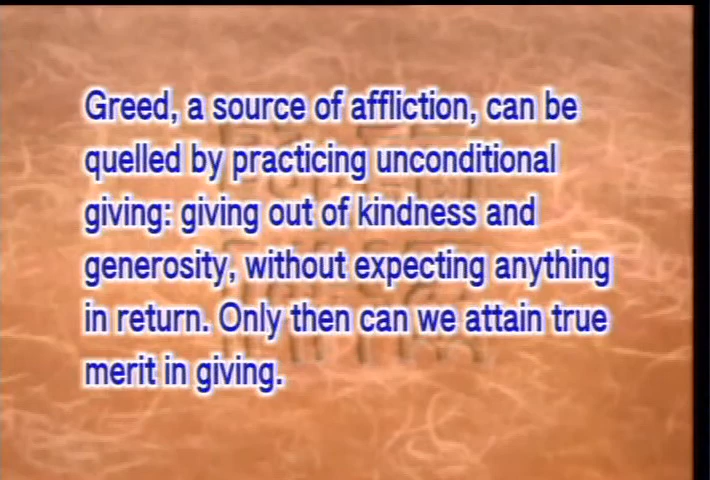 Greed, a source of affliction, can be
quelled by practicing unconditional
giving: giving out of kindness and
generosity, without expecting anything
in return. Only then can we attain true
merit in giving.